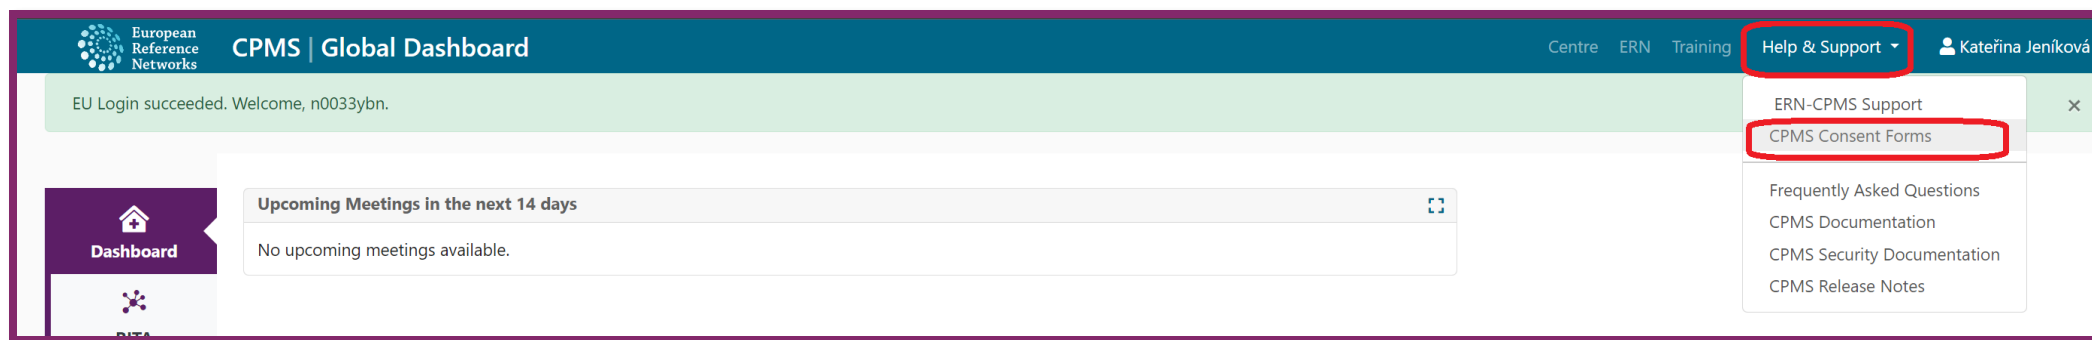 European
Reference
Networks
CPMS | Global Dashboard
Centre ERN Training Help & Support Kateřina Jeníková
EU Login succeeded. Welcome, n0033ybn.
×
ERN-CPMS Support
CPMS Consent Forms
Frequently Asked Questions
CPMS Documentation
CPMS Security Documentation
CPMS Release Notes
Dashboard
Upcoming Meetings in the next 14 days
No upcoming meetings available.